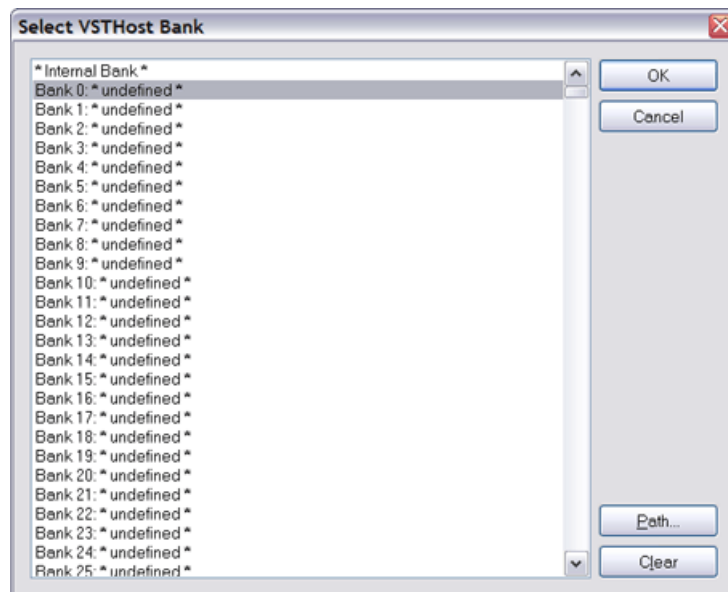 Select VSTHost Bank
* Internal Bank *
Bank 0: * undefined *
Bank 1: * undefined *
Bank 2: * undefined *
Bank 3: * undefined *
Bank 4: * undefined *
Bank 5: * undefined *
Bank 6: * undefined *
Bank 7: * undefined *
Bank 8: * undefined *
Bank 9: * undefined *
Bank 10: * undefined *
Bank 11: * undefined *
Bank 12: * undefined *
Bank 13: * undefined *
Bank 14: * undefined *
Bank 15: * undefined *
Bank 16: * undefined *
Bank 17: * undefined *
Bank 18: * undefined *
Bank 19: * undefined *
Bank 20: * undefined *
Bank 21: * undefined *
Bank 22: * undefined *
Bank 23: * undefined *
Bank 24: * undefined *
Bank 25: * undefined *
OK
Cancel
Path...
Clear